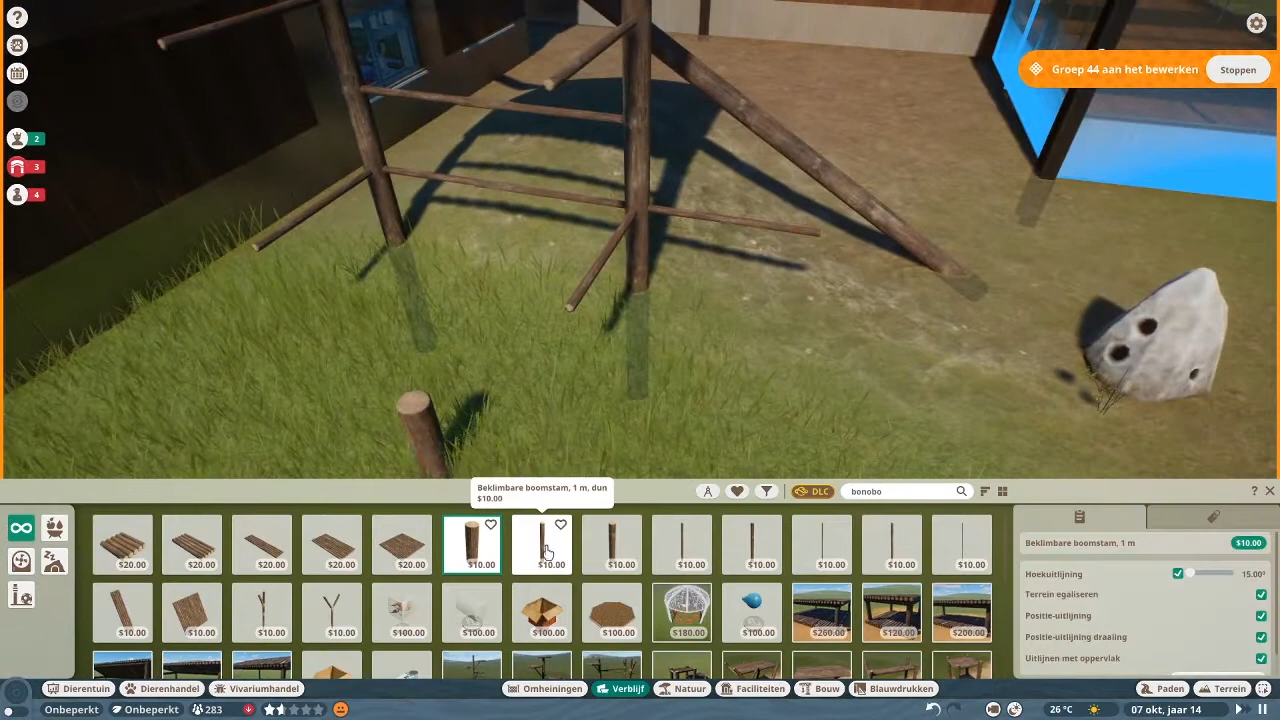 ?
Groep 44 aan het bewerken
Stoppen
2
3
4
Beklimbare boomstam, 1 m, dun
$10.00
DLC
bonobo
?
$20.00 $20.00 $20.00 $20.00 $20.00 $10.00 $10.00 $10.00 $10.00 $10.00 $10.00 $10.00 $10.00
Beklimbare boomstam, 1 m $10.00
Hoekuitlijning 15.00°
Terrein egaliseren
Positie-uitlijning
Positie-uitlijning draaiing
Uitlijnen met oppervlak
$10.00 $10.00 $10.00 $10.00 $100.00 $100.00 $100.00 $100.00 $180.00 $100.00 $260.00 $120.00 $200.00
Dierentuin Dierenhandel Vivariumhandel Omheiningen Verblijf Natuur Faciliteiten Bouw Blauwdrukken Paden Terrein
Onbeperkt Onbeperkt 283 26 °C 07 okt, jaar 14